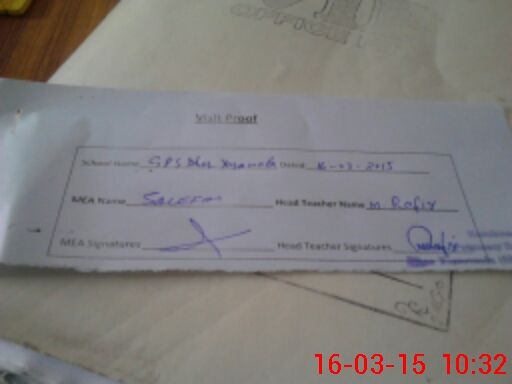 OFFICE
Visit Proof
School Name GPS Dhok Dated 16-03-2015
MEA Name Saleem Head Teacher Name M Rafiq
MEA Signatures Head Teacher Signatures
16-03-15 10:32